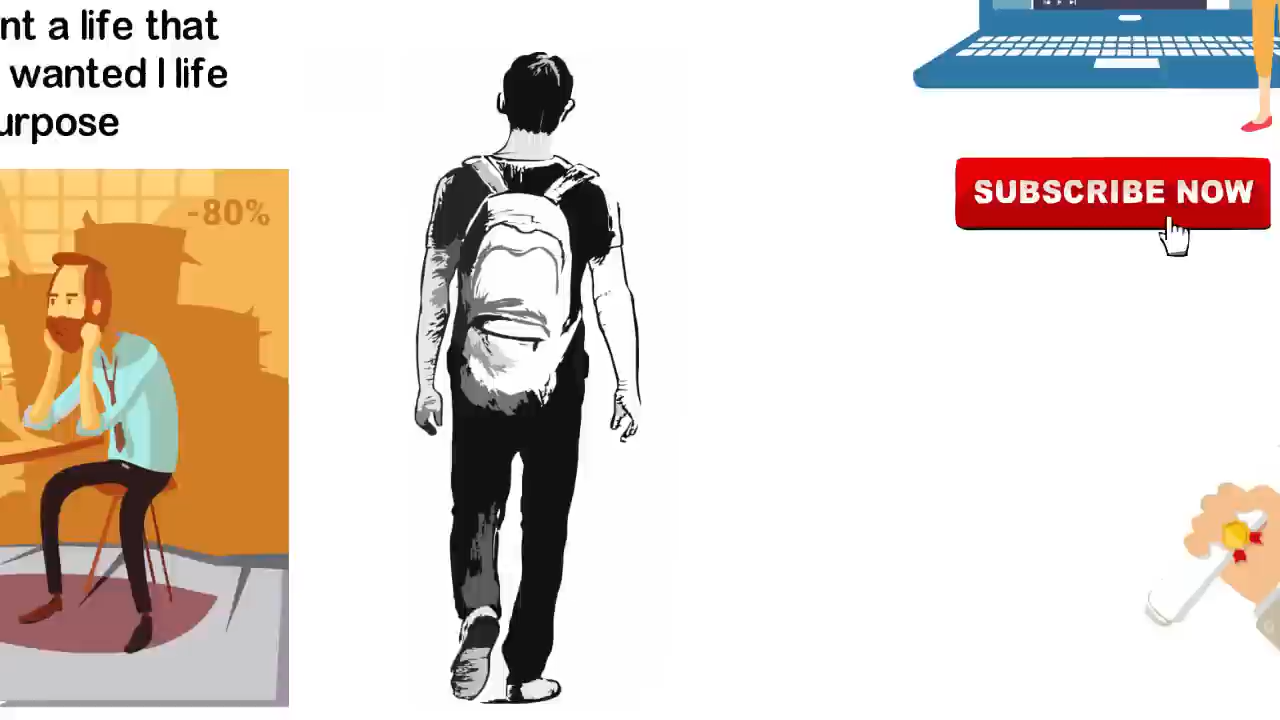 nt a life that
wanted I life
urpose
-80%
SUBSCRIBE NOW